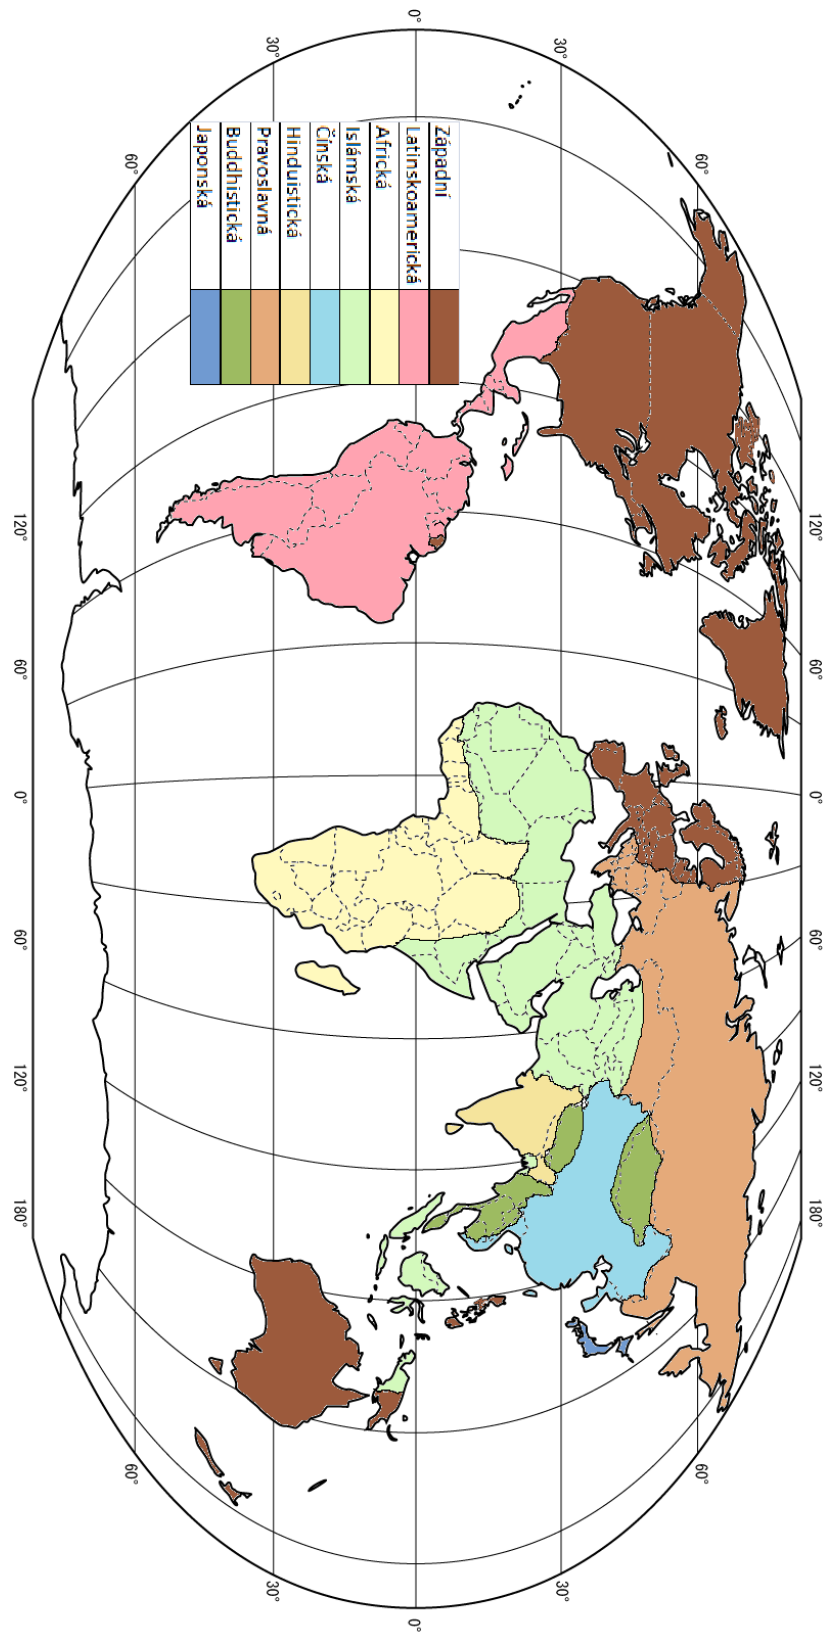 120° 60° 0° 60° 120° 180°
60° 60°
30° 30°
0° 0°
Západní
Latinskoamerická
Africká
Islámská
Čínská
Hinduistická
Pravoslavná
Buddhistická
Japonská
30° 30°
60° 60°
120° 60° 0° 60° 120° 180°